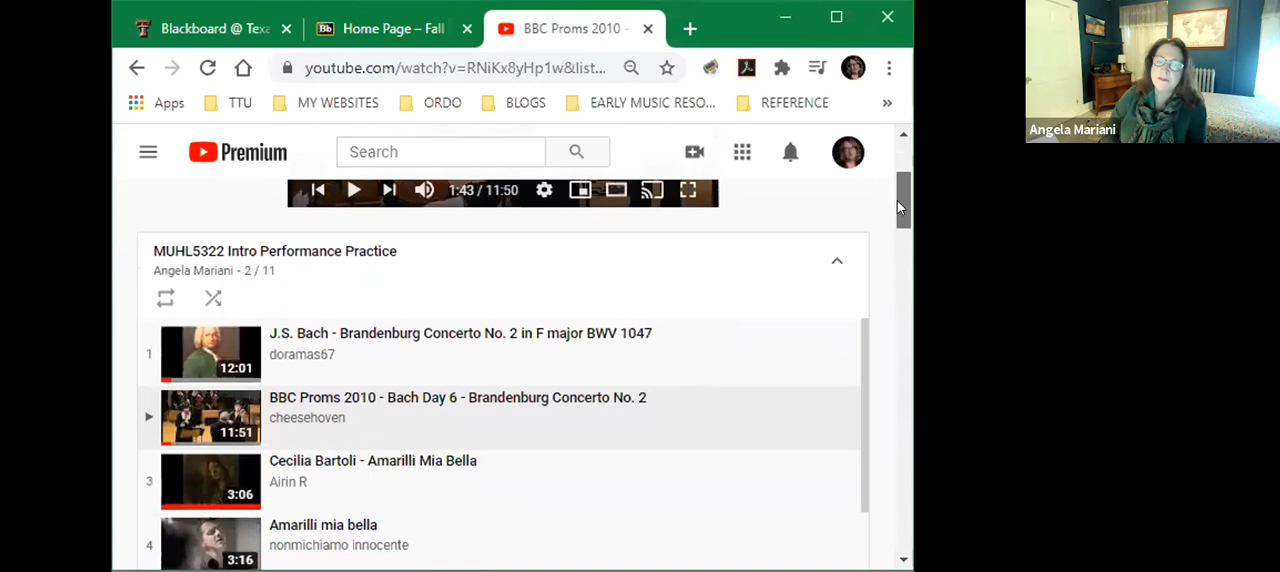 Blackboard @ Texa
Bb Home Page – Fall
BBC Proms 2010 -
youtube.com/watch?v=RNiKx8yHp1w&list...
Apps TTU MY WEBSITES ORDO BLOGS EARLY MUSIC RESO... REFERENCE »
Premium
Search
1:43 / 11:50
MUHL5322 Intro Performance Practice
Angela Mariani - 2 / 11
1
12:01
J.S. Bach - Brandenburg Concerto No. 2 in F major BWV 1047
doramas67
11:51
BBC Proms 2010 - Bach Day 6 - Brandenburg Concerto No. 2
cheesehoven
3
3:06
Cecilia Bartoli - Amarilli Mia Bella
Airin R
4
3:16
Amarilli mia bella
nonmichiamo innocente
Angela Mariani